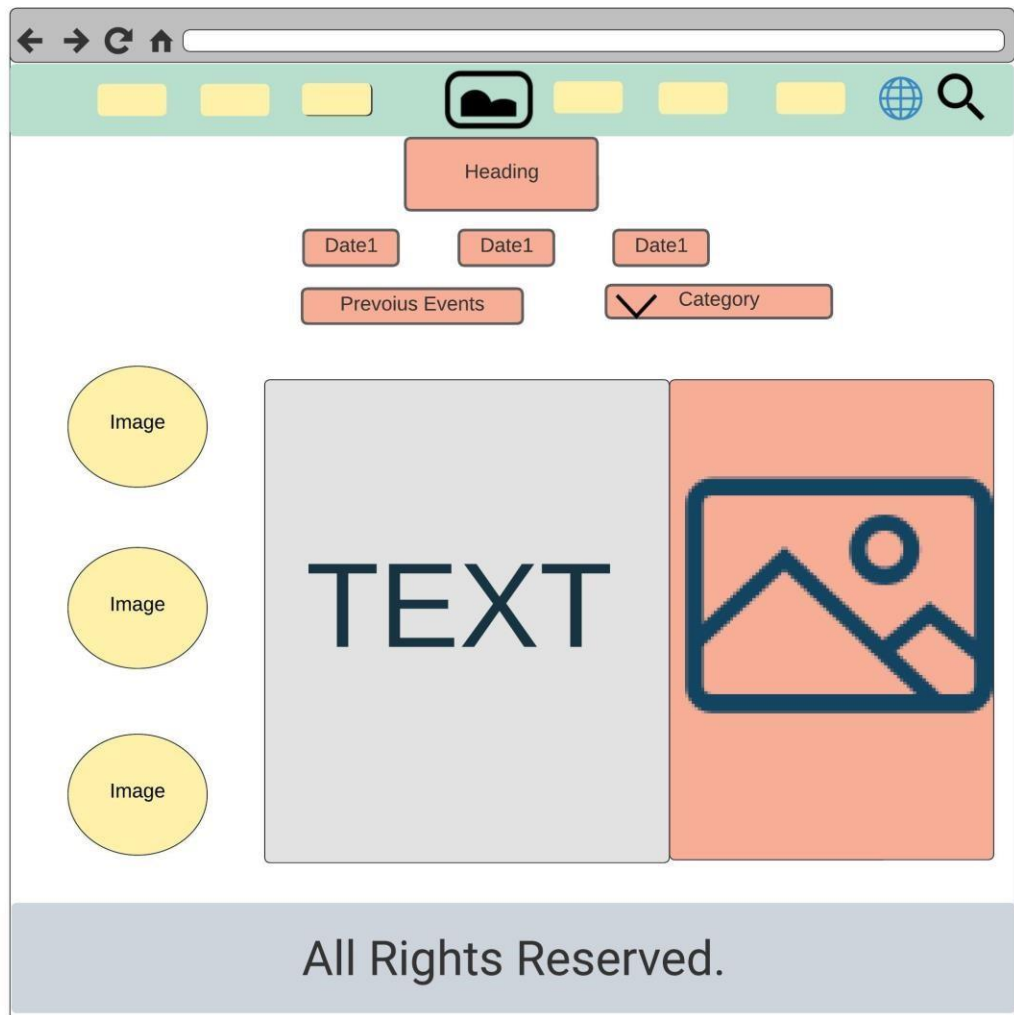 Heading
Date1 Date1 Date1
Prevoius Events Category
Image
Image
TEXT
Image
All Rights Reserved.